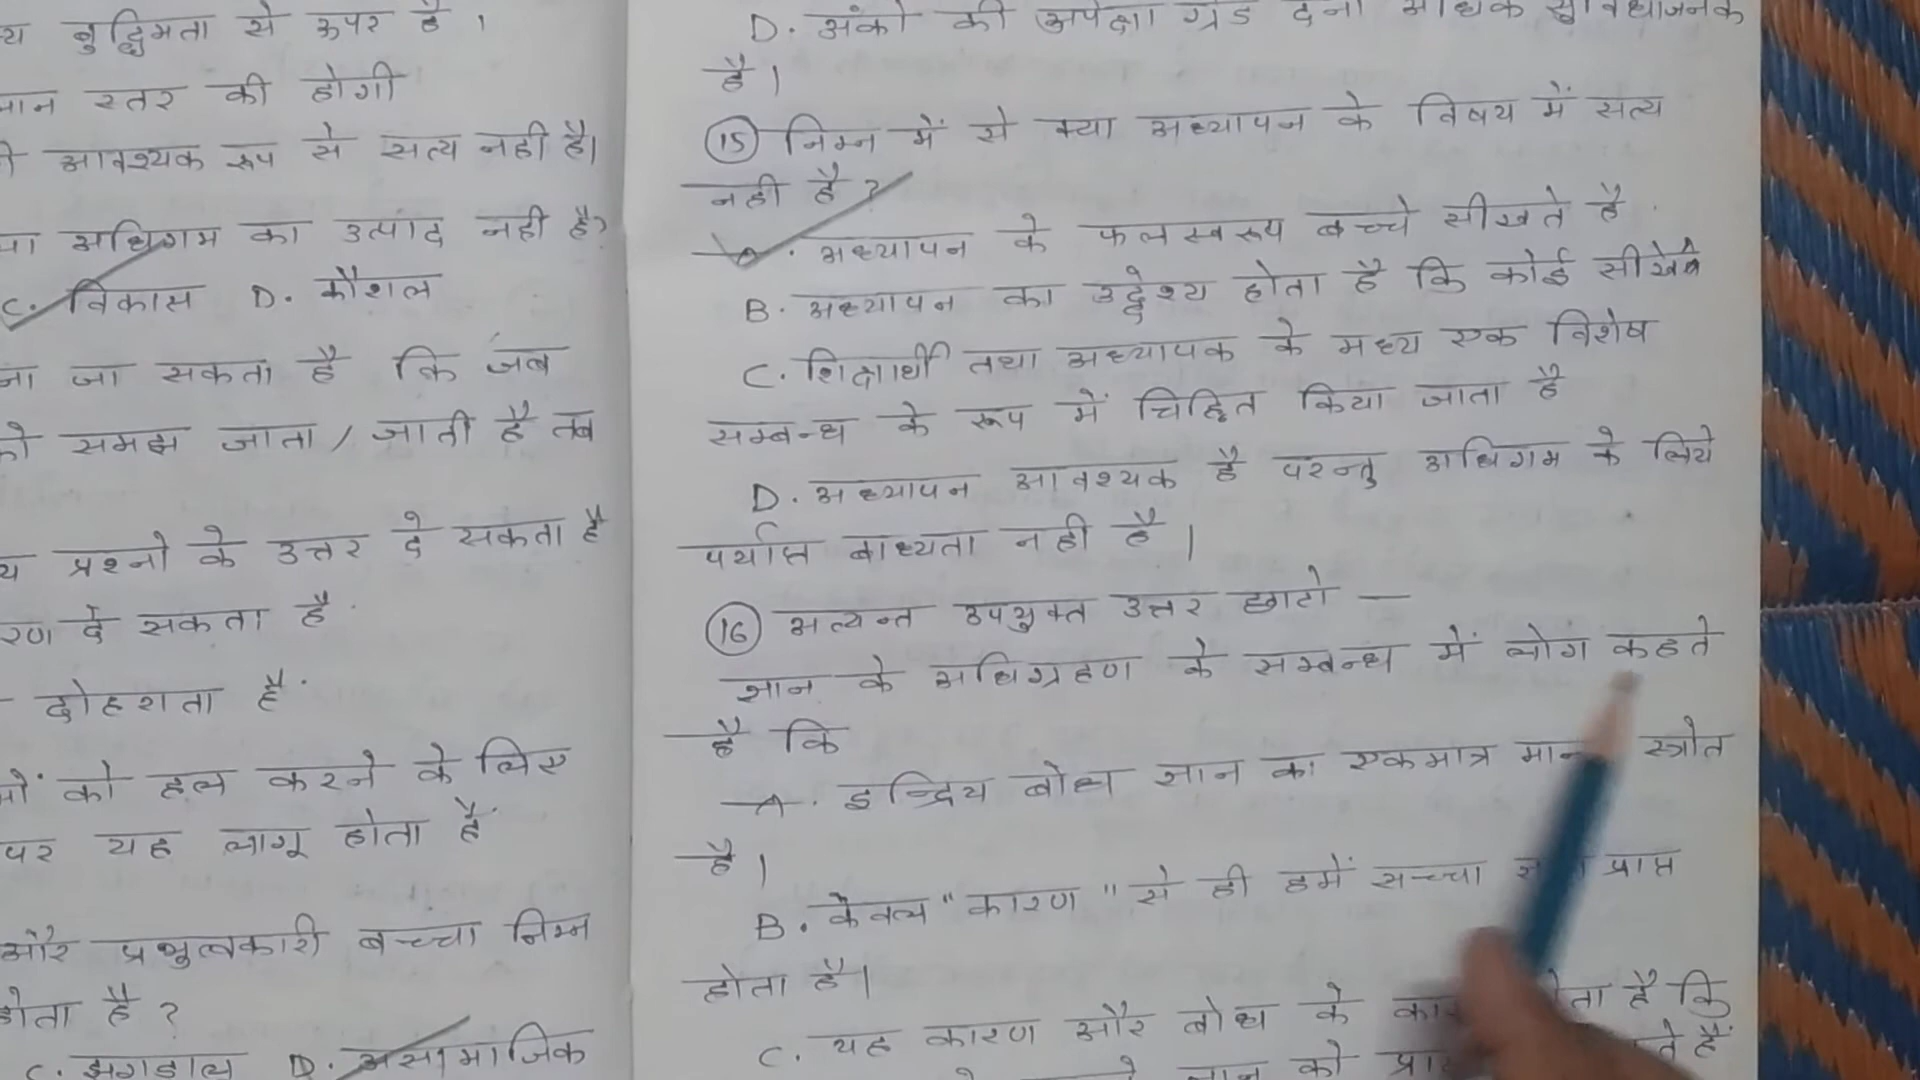 य बुद्धिमता से ऊपर है ।
मान स्तर की होगी
आवश्यक रूप से सत्य नही है।
अधिगम का उत्पाद नही है?
C. विकास D. कौशल
ना जा सकता है कि जब
को समझ जाता / जाती है तब
य प्रश्नो के उत्तर दे सकता है
रण दे सकता है.
दोहराता है.
को हल करने के लिए
पर यह लागू होता है.
और प्रभुत्वकारी बच्चा निम्न
होता है ?
C. झगडालू D. असामाजिक
D. अंको की अपेक्षा ग्रेड देना अधिक सुविधाजनक
है।
(15) निम्न में से क्या अध्यापन के विषय में सत्य
नही है ?
A. अध्यापन के फलस्वरूप बच्चे सीखते है.
B. अध्यापन का उद्देश्य होता है कि कोई सीखे
C. शिक्षार्थी तथा अध्यापक के मध्य एक विशेष
सम्बन्ध के रूप में चिह्नित किया जाता है
D. अध्यापन आवश्यक है परन्तु अधिगम के लिये
पर्याप्त बाध्यता नही है |
(16) अत्यन्त उपयुक्त उत्तर छाटो —
ज्ञान के अधिग्रहण के सम्बन्ध में लोग कहते
है कि
A. इन्द्रिय बोध ज्ञान का एकमात्र मान स्त्रोत
है |
B. केवल "कारण" से ही हमें सच्चा प्राप्त
होता है|
C. यह कारण और बोध के होता है कि
ज्ञान को